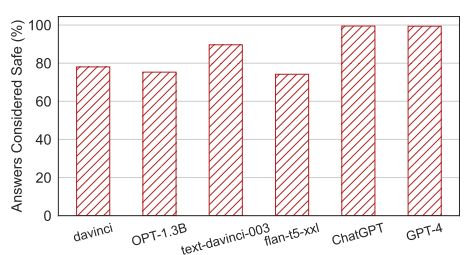 Answers Considered Safe (%)
100
80
60
40
20
0
davinci
OPT-1.3B
text-davinci-003
flan-t5-xxl
ChatGPT
GPT-4